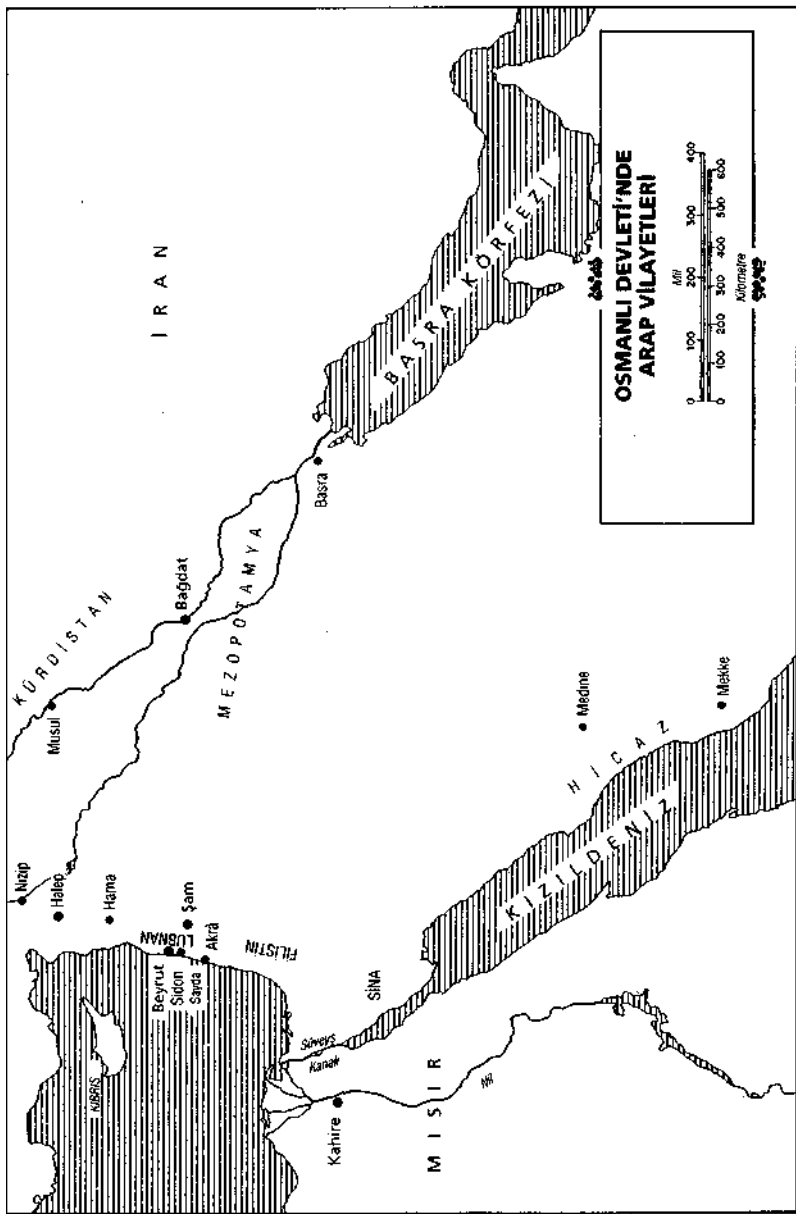 OSMANLI DEVLETİ'NDE
ARAP VİLAYETLERİ
Mil
0 100 200 300 400
0 100 200 300 400 500 600
Kilometre
İRAN
KÜRDİSTAN
Musul
Bağdat
MEZOPOTAMYA
Basra
BASRA KÖRFEZİ
Nizip
Halep
Hama
Şam
LÜBNAN
Beyrut
Sidon
Sayda
Akrâ
FİLİSTİN
KIBRIS
SİNA
Süveyş
Kanalı
Kahire
MISIR
Nil
KIZILDENİZ
HİCAZ
Medine
Mekke